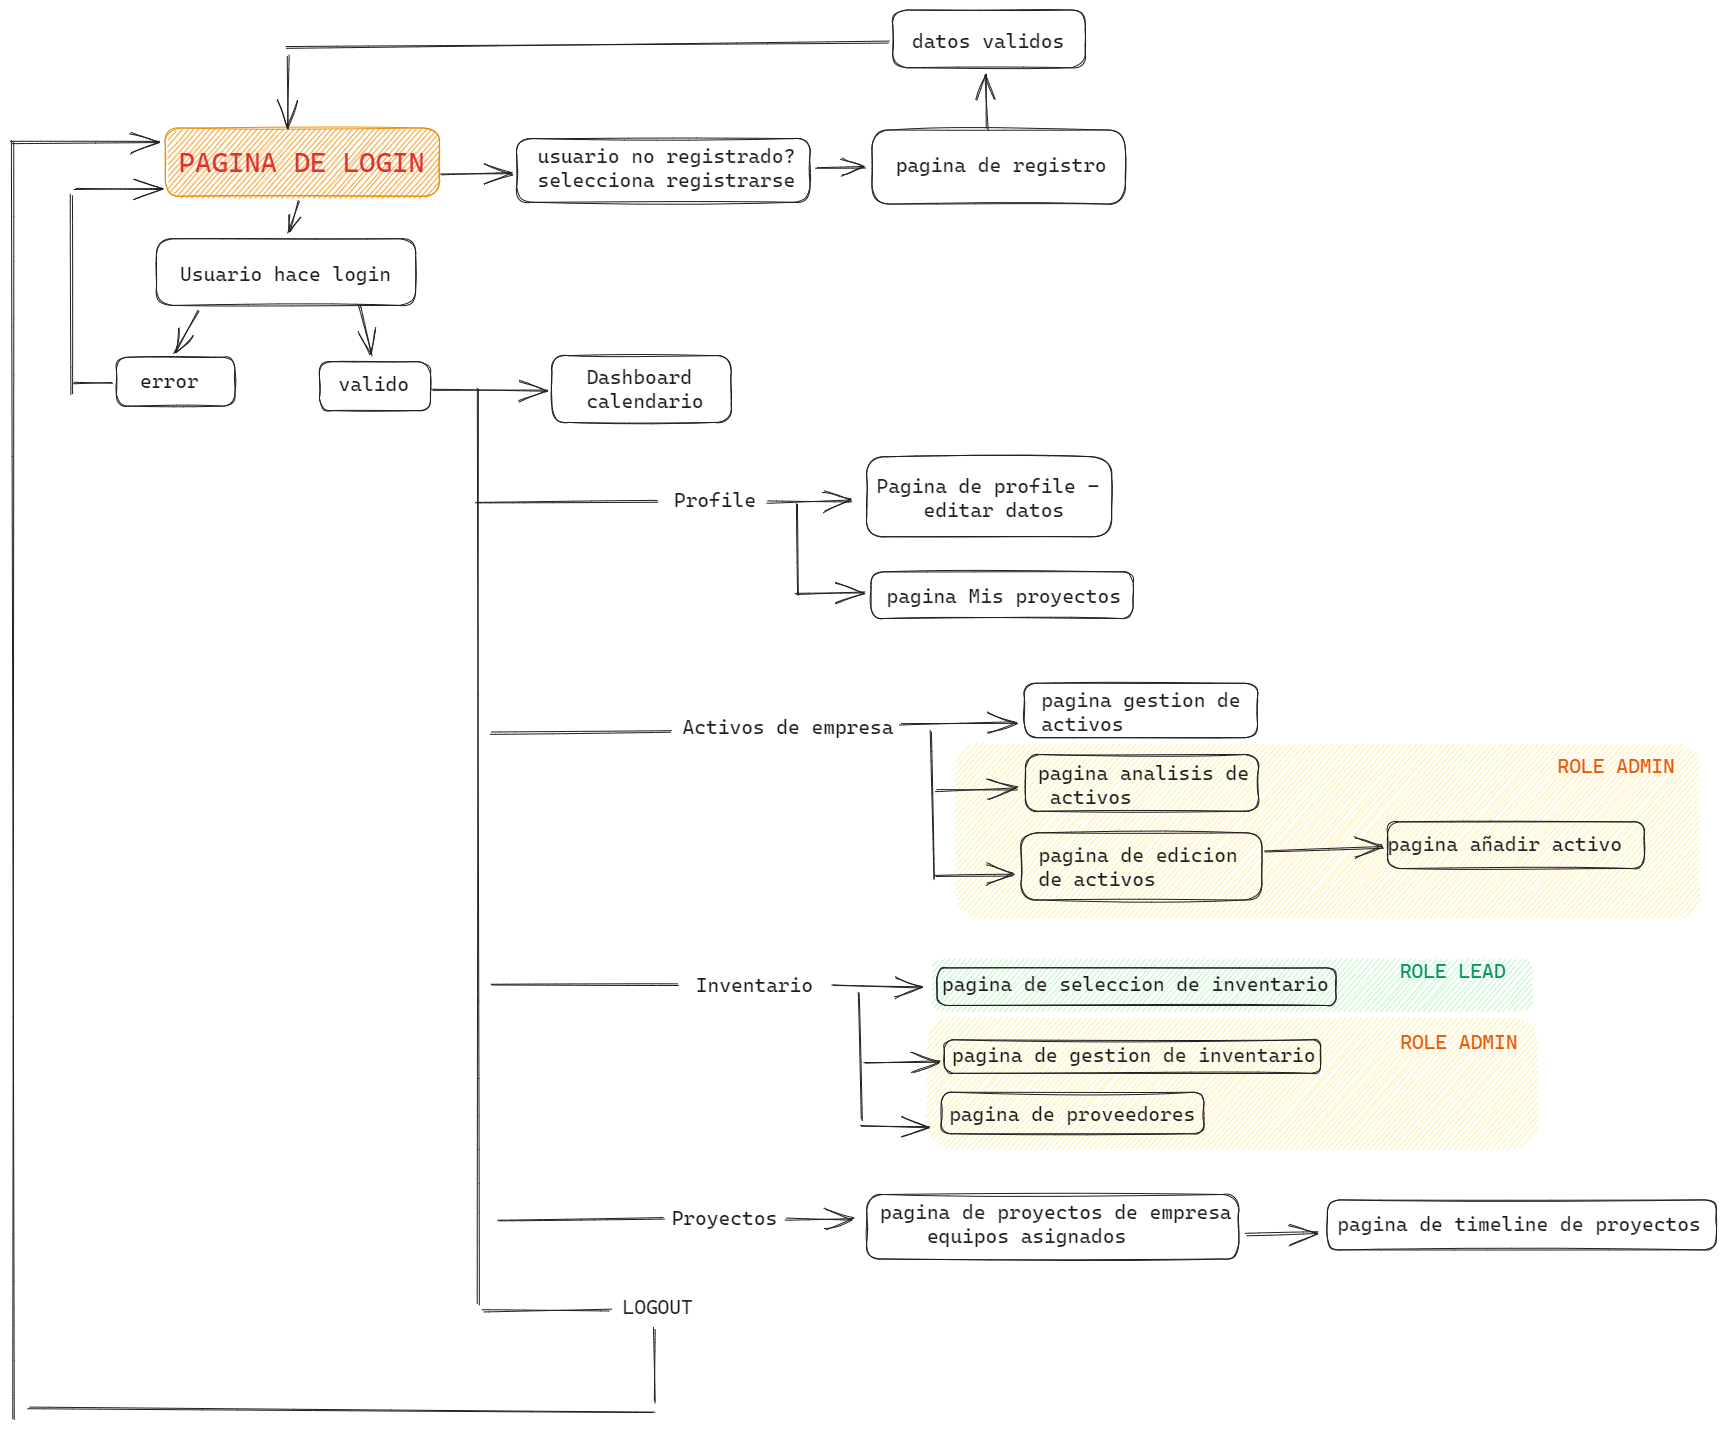 datos validos
PAGINA DE LOGIN
usuario no registrado?
selecciona registrarse
pagina de registro
Usuario hace login
error
valido
Dashboard
calendario
Profile
Pagina de profile -
editar datos
pagina Mis proyectos
Activos de empresa
pagina gestion de
activos
ROLE ADMIN
pagina analisis de
activos
pagina de edicion
de activos
pagina añadir activo
Inventario
pagina de seleccion de inventario
ROLE LEAD
ROLE ADMIN
pagina de gestion de inventario
pagina de proveedores
Proyectos
pagina de proyectos de empresa
equipos asignados
pagina de timeline de proyectos
LOGOUT